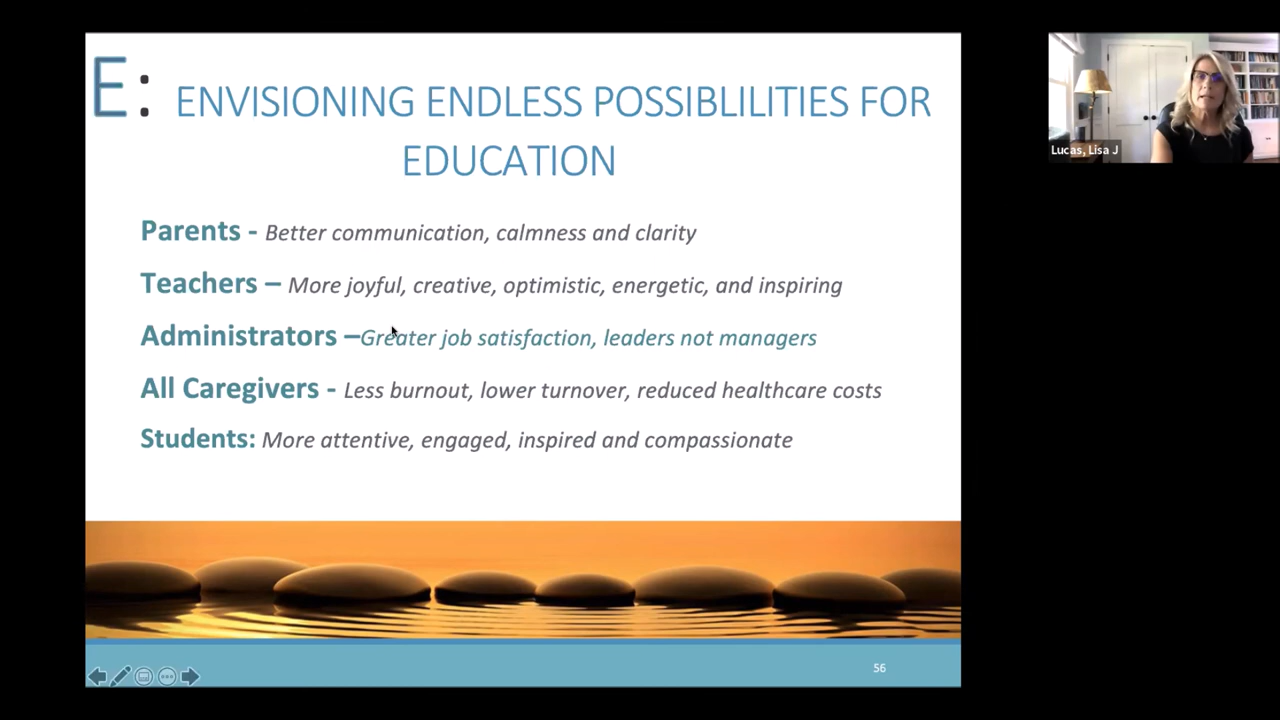 E: ENVISIONING ENDLESS POSSIBLILITIES FOR
EDUCATION
Parents - Better communication, calmness and clarity
Teachers – More joyful, creative, optimistic, energetic, and inspiring
Administrators –Greater job satisfaction, leaders not managers
All Caregivers - Less burnout, lower turnover, reduced healthcare costs
Students: More attentive, engaged, inspired and compassionate
56
Lucas, Lisa J